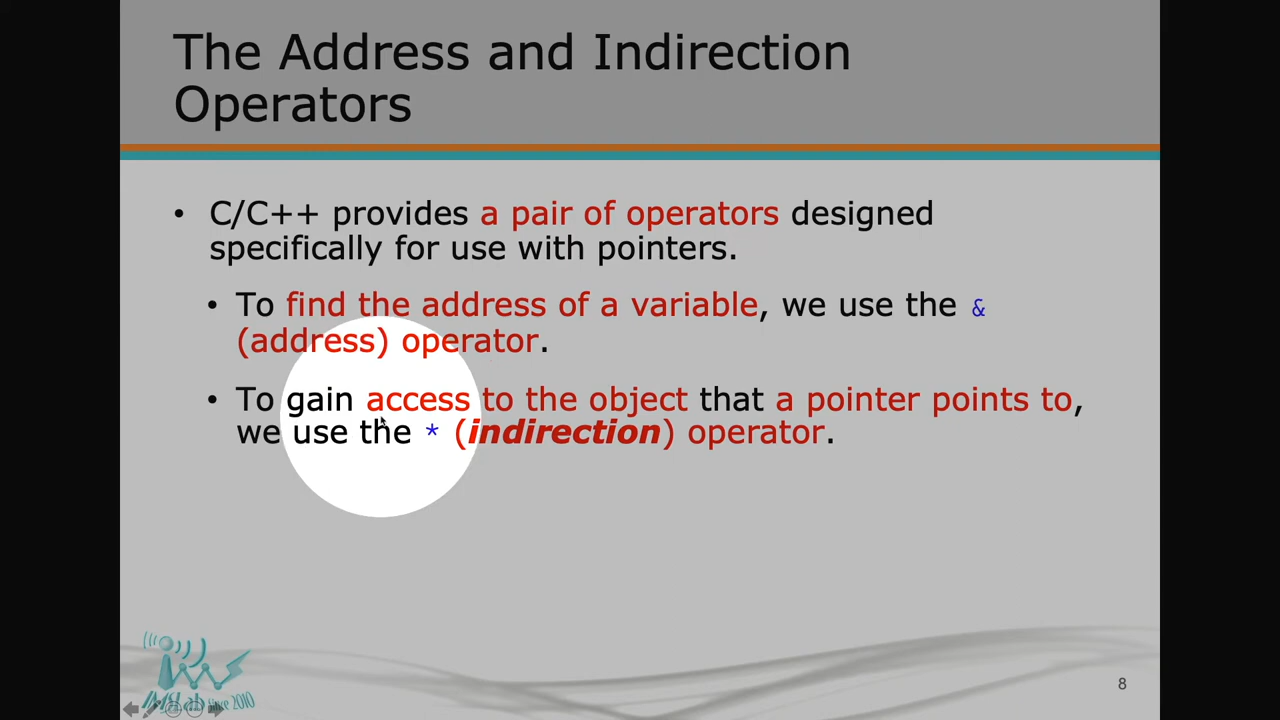 The Address and Indirection
Operators
• C/C++ provides a pair of operators designed
specifically for use with pointers.
• To find the address of a variable, we use the &
(address) operator.
• To gain access to the object that a pointer points to,
we use the * (indirection) operator.
since 2010
8